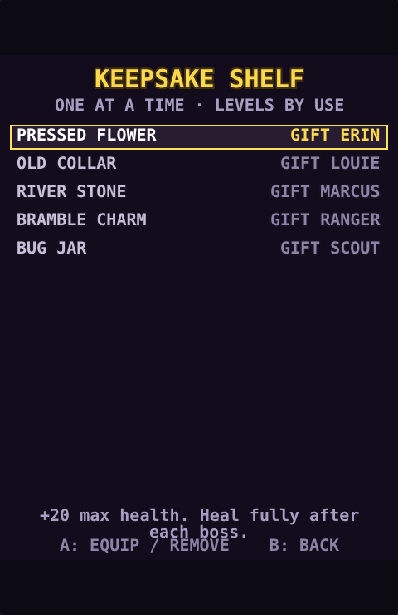 KEEPSAKE SHELF
ONE AT A TIME · LEVELS BY USE
PRESSED FLOWER GIFT ERIN
OLD COLLAR GIFT LOUIE
RIVER STONE GIFT MARCUS
BRAMBLE CHARM GIFT RANGER
BUG JAR GIFT SCOUT
+20 max health. Heal fully after
each boss.
A: EQUIP / REMOVE B: BACK